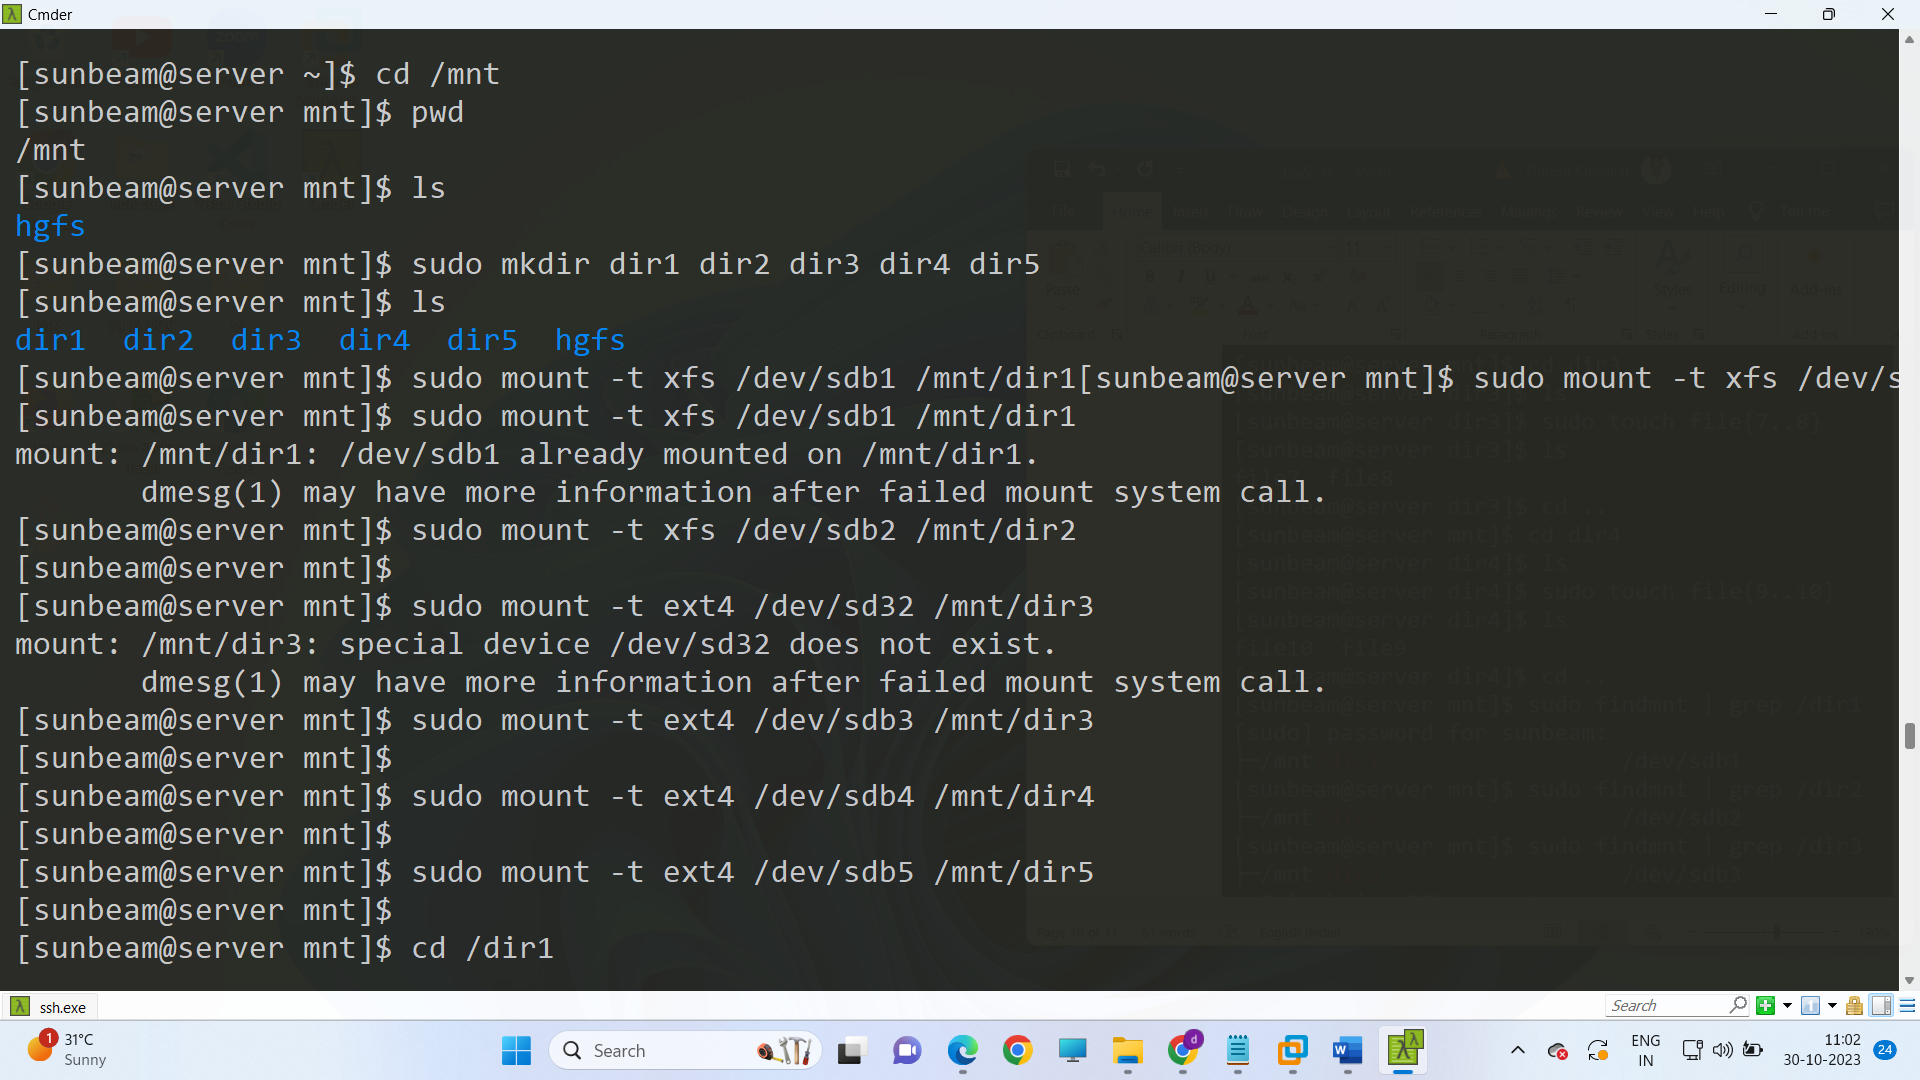 Cmder
[sunbeam@server ~]$ cd /mnt
[sunbeam@server mnt]$ pwd
/mnt
[sunbeam@server mnt]$ ls
hgfs
[sunbeam@server mnt]$ sudo mkdir dir1 dir2 dir3 dir4 dir5
[sunbeam@server mnt]$ ls
dir1  dir2  dir3  dir4  dir5  hgfs
[sunbeam@server mnt]$ sudo mount -t xfs /dev/sdb1 /mnt/dir1[sunbeam@server mnt]$ sudo mount -t xfs /dev/s
[sunbeam@server mnt]$ sudo mount -t xfs /dev/sdb1 /mnt/dir1
mount: /mnt/dir1: /dev/sdb1 already mounted on /mnt/dir1.
       dmesg(1) may have more information after failed mount system call.
[sunbeam@server mnt]$ sudo mount -t xfs /dev/sdb2 /mnt/dir2
[sunbeam@server mnt]$
[sunbeam@server mnt]$ sudo mount -t ext4 /dev/sd32 /mnt/dir3
mount: /mnt/dir3: special device /dev/sd32 does not exist.
       dmesg(1) may have more information after failed mount system call.
[sunbeam@server mnt]$ sudo mount -t ext4 /dev/sdb3 /mnt/dir3
[sunbeam@server mnt]$
[sunbeam@server mnt]$ sudo mount -t ext4 /dev/sdb4 /mnt/dir4
[sunbeam@server mnt]$
[sunbeam@server mnt]$ sudo mount -t ext4 /dev/sdb5 /mnt/dir5
[sunbeam@server mnt]$
[sunbeam@server mnt]$ cd /dir1
ssh.exe
Search
1
31°C
Sunny
Search
d
ENG
IN
11:02
30-10-2023
24